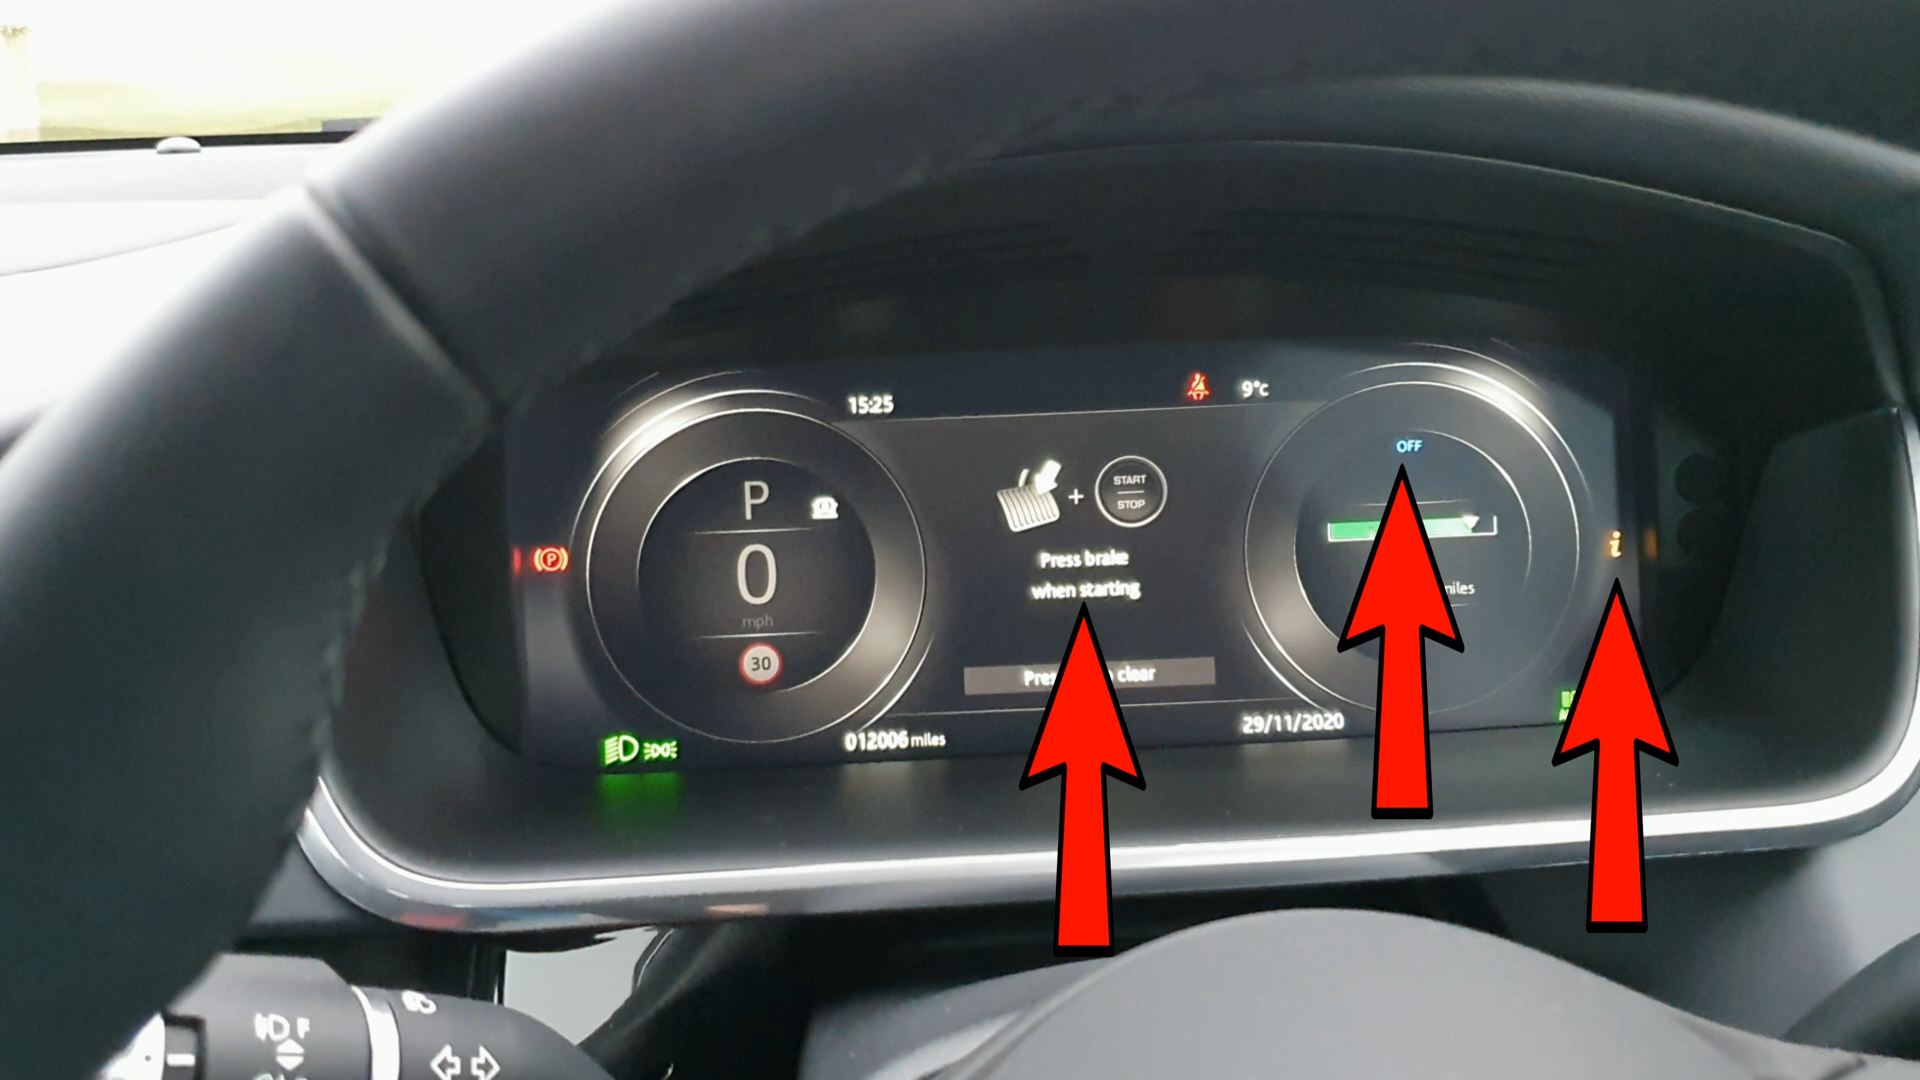 15:25
9°C
OFF
P
START
STOP
+
P
Press brake
0
when starting
i
miles
mph
30
clear
29/11/2020
012006 miles
F